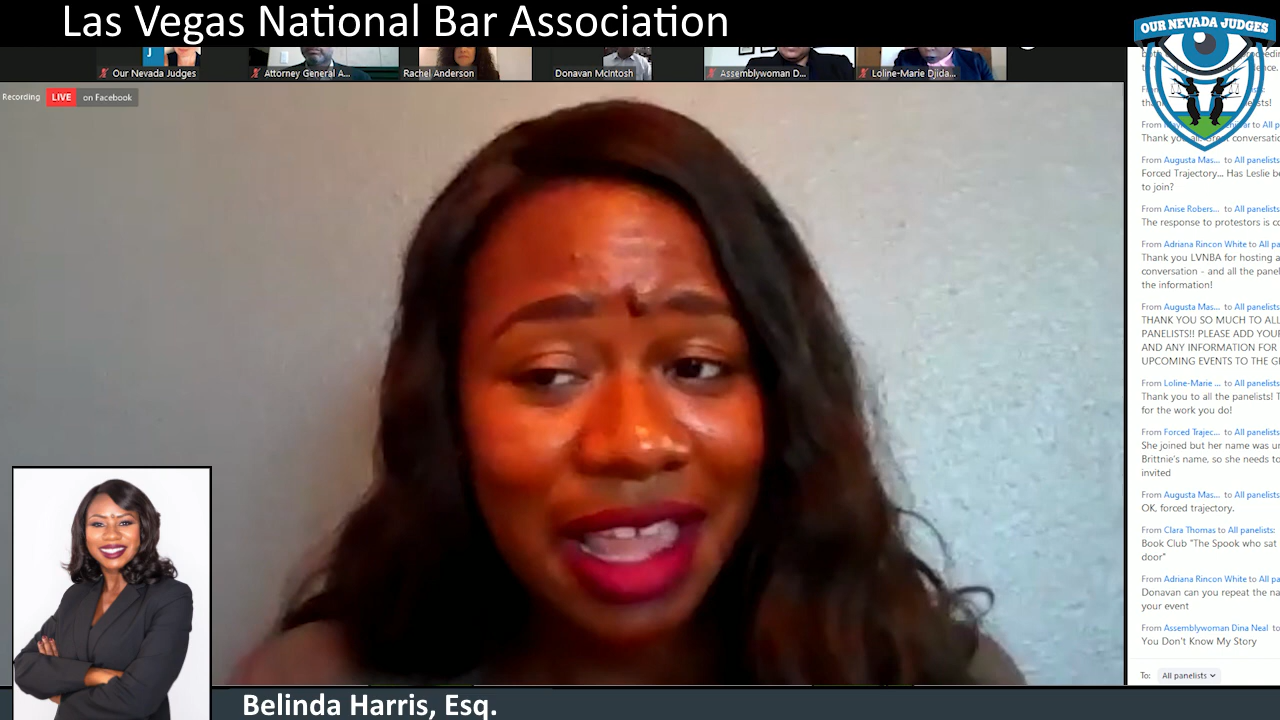 Las Vegas National Bar Association
OUR NEVADA JUDGES
Our Nevada Judges
Attorney General A...
Rachel Anderson
Donavan McIntosh
Assemblywoman D...
Loline-Marie Djida...
Recording
LIVE on Facebook
From Augusta Mas... to All panelists
Forced Trajectory... Has Leslie be
to join?
From Anise Robers... to All panelists
The response to protestors is co
From Adriana Rincon White to All pa
Thank you LVNBA for hosting a
conversation - and all the panel
the information!
From Augusta Mas... to All panelists
THANK YOU SO MUCH TO ALL
PANELISTS!! PLEASE ADD YOUR
AND ANY INFORMATION FOR
UPCOMING EVENTS TO THE G
From Loline-Marie ... to All panelists
Thank you to all the panelists! T
for the work you do!
From Forced Trajec... to All panelists
She joined but her name was un
Brittnie's name, so she needs to
invited
From Augusta Mas... to All panelists
OK, forced trajectory.
From Clara Thomas to All panelists:
Book Club "The Spook who sat
door"
From Adriana Rincon White to All pa
Donavan can you repeat the na
your event
From Assemblywoman Dina Neal to
You Don't Know My Story
To: All panelists
Belinda Harris, Esq.